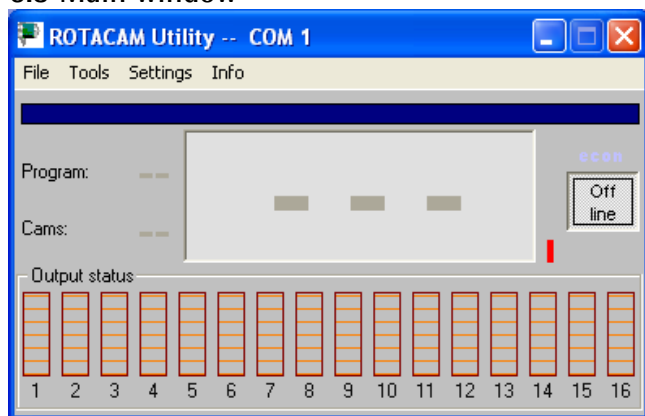 ROTACAM Utility -- COM 1
File Tools Settings Info
econ
Program: --
Off
line
Cams: --
- - -
Output status
1 2 3 4 5 6 7 8 9 10 11 12 13 14 15 16